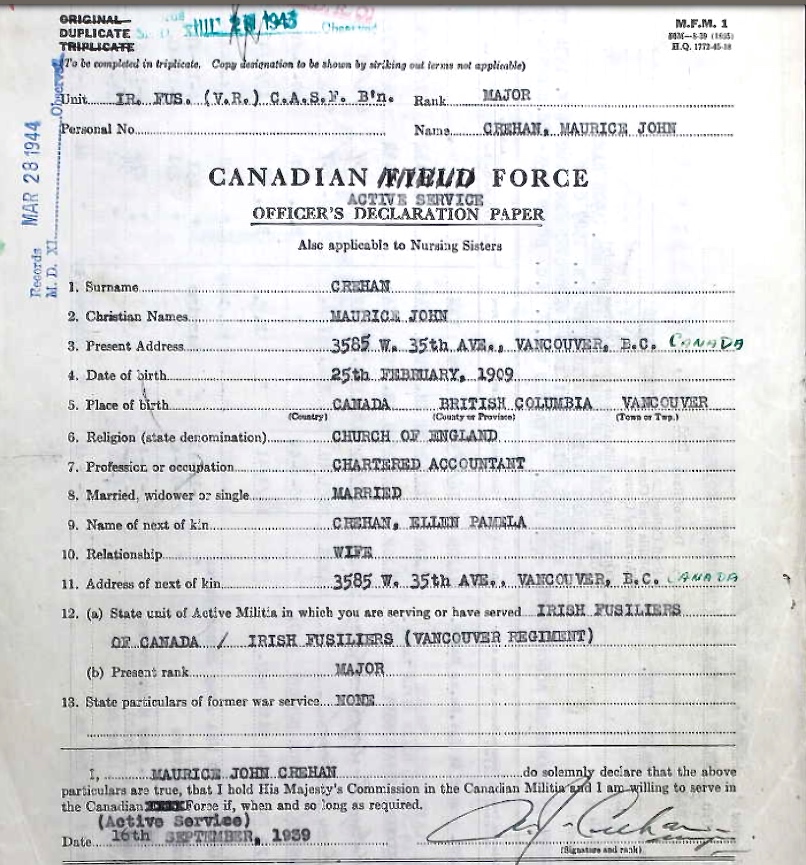 ORIGINAL
DUPLICATE
TRIPLICATE
1943
M.F.M. 1
H.Q. 1772-45-18
(To be completed in triplicate. Copy designation to be shown by striking out terms not applicable)
Unit IR. FUS. (V.R.) C.A.S.F. B'n. Rank MAJOR
Personal No. Name CREHAN, MAURICE JOHN
Records MAR 28 1944
M. D. XI. Observed
CANADIAN FIELD FORCE
ACTIVE SERVICE
OFFICER'S DECLARATION PAPER
Also applicable to Nursing Sisters
1. Surname CREHAN
2. Christian Names MAURICE JOHN
3. Present Address 3585 W. 35th AVE., VANCOUVER, B.C. CANADA
4. Date of birth 25th FEBRUARY, 1909
5. Place of birth CANADA BRITISH COLUMBIA VANCOUVER
(Country) (County or Province) (Town or Twp.)
6. Religion (state denomination) CHURCH OF ENGLAND
7. Profession or occupation CHARTERED ACCOUNTANT
8. Married, widower or single MARRIED
9. Name of next of kin CREHAN, ELLEN PAMELA
10. Relationship WIFE
11. Address of next of kin 3585 W. 35th AVE., VANCOUVER, B.C. CANADA
12. (a) State unit of Active Militia in which you are serving or have served IRISH FUSILIERS
OF CANADA / IRISH FUSILIERS (VANCOUVER REGIMENT)
(b) Present rank MAJOR
13. State particulars of former war service NONE
I, MAURICE JOHN CREHAN do solemnly declare that the above
particulars are true, that I hold His Majesty's Commission in the Canadian Militia and I am willing to serve in
the Canadian Force if, when and so long as required.
(Active Service)
Date 16th SEPTEMBER, 1939
(Signature and rank)